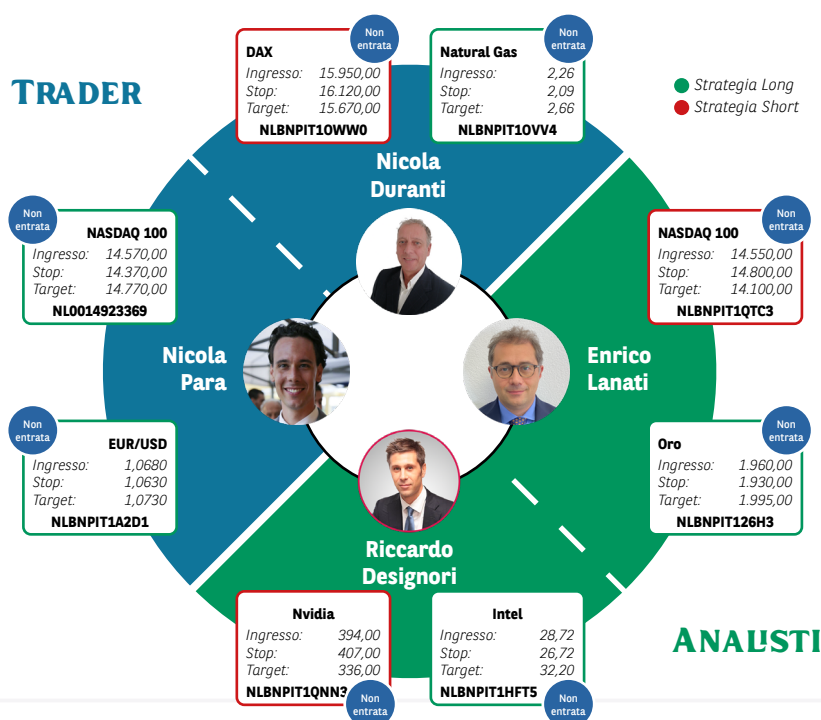 TRADER
Non
entrata
DAX
Ingresso: 15.950,00
Stop: 16.120,00
Target: 15.670,00
NLBNPIT1OWW0
Non
entrata
Natural Gas
Ingresso: 2,26
Stop: 2,09
Target: 2,66
NLBNPIT1OVV4
Strategia Long
Strategia Short
Nicola
Duranti
Non
entrata
NASDAQ 100
Ingresso: 14.570,00
Stop: 14.370,00
Target: 14.770,00
NL0014923369
Non
entrata
NASDAQ 100
Ingresso: 14.550,00
Stop: 14.800,00
Target: 14.100,00
NLBNPIT1QTC3
Nicola
Para
Enrico
Lanati
Non
entrata
EUR/USD
Ingresso: 1,0680
Stop: 1,0630
Target: 1,0730
NLBNPIT1A2D1
Non
entrata
Oro
Ingresso: 1.960,00
Stop: 1.930,00
Target: 1.995,00
NLBNPIT126H3
Riccardo
Designori
Nvidia
Ingresso: 394,00
Stop: 407,00
Target: 336,00
NLBNPIT1QNN3
Non
entrata
Intel
Ingresso: 28,72
Stop: 26,72
Target: 32,20
NLBNPIT1HFT5
Non
entrata
ANALISTI